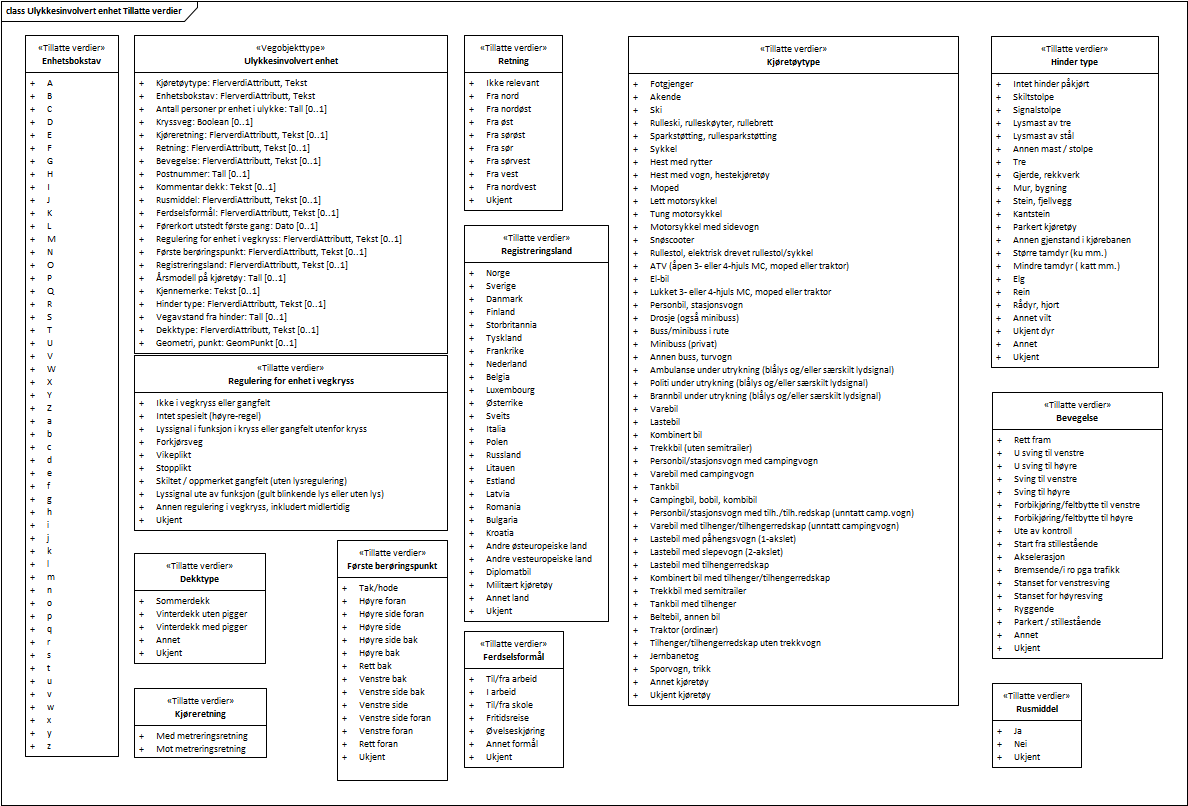 class Ulykkesinvolvert enhet Tillatte verdier
«Tillatte verdier»
Enhetsbokstav
+ A
+ B
+ C
+ D
+ E
+ F
+ G
+ H
+ I
+ J
+ K
+ L
+ M
+ N
+ O
+ P
+ Q
+ R
+ S
+ T
+ U
+ V
+ W
+ X
+ Y
+ Z
+ a
+ b
+ c
+ d
+ e
+ f
+ g
+ h
+ i
+ j
+ k
+ l
+ m
+ n
+ o
+ p
+ q
+ r
+ s
+ t
+ u
+ v
+ w
+ x
+ y
+ z
«Vegobjekttype»
Ulykkesinvolvert enhet
+ Kjøretøytype: FlerverdiAttributt, Tekst
+ Enhetsbokstav: FlerverdiAttributt, Tekst
+ Antall personer pr enhet i ulykke: Tall [0..1]
+ Kryssveg: Boolean [0..1]
+ Kjøreretning: FlerverdiAttributt, Tekst [0..1]
+ Retning: FlerverdiAttributt, Tekst [0..1]
+ Bevegelse: FlerverdiAttributt, Tekst [0..1]
+ Postnummer: Tall [0..1]
+ Kommentar dekk: Tekst [0..1]
+ Rusmiddel: FlerverdiAttributt, Tekst [0..1]
+ Ferdselsformål: FlerverdiAttributt, Tekst [0..1]
+ Førerkort utstedt første gang: Dato [0..1]
+ Regulering for enhet i vegkryss: FlerverdiAttributt, Tekst [0..1]
+ Første berøringspunkt: FlerverdiAttributt, Tekst [0..1]
+ Registreringsland: FlerverdiAttributt, Tekst [0..1]
+ Årsmodell på kjøretøy: Tall [0..1]
+ Kjennemerke: Tekst [0..1]
+ Hinder type: FlerverdiAttributt, Tekst [0..1]
+ Vegavstand fra hinder: Tall [0..1]
+ Dekktype: FlerverdiAttributt, Tekst [0..1]
+ Geometri, punkt: GeomPunkt [0..1]
«Tillatte verdier»
Regulering for enhet i vegkryss
+ Ikke i vegkryss eller gangfelt
+ Intet spesielt (høyre-regel)
+ Lyssignal i funksjon i kryss eller gangfelt utenfor kryss
+ Forkjørsveg
+ Vikeplikt
+ Stopplikt
+ Skiltet / oppmerket gangfelt (uten lysregulering)
+ Lyssignal ute av funksjon (gult blinkende lys eller uten lys)
+ Annen regulering i vegkryss, inkludert midlertidig
+ Ukjent
«Tillatte verdier»
Dekktype
+ Sommerdekk
+ Vinterdekk uten pigger
+ Vinterdekk med pigger
+ Annet
+ Ukjent
«Tillatte verdier»
Kjøreretning
+ Med metreringsretning
+ Mot metreringsretning
«Tillatte verdier»
Første berøringspunkt
+ Tak/hode
+ Høyre foran
+ Høyre side foran
+ Høyre side
+ Høyre side bak
+ Høyre bak
+ Rett bak
+ Venstre bak
+ Venstre side bak
+ Venstre side
+ Venstre side foran
+ Venstre foran
+ Rett foran
+ Ukjent
«Tillatte verdier»
Retning
+ Ikke relevant
+ Fra nord
+ Fra nordøst
+ Fra øst
+ Fra sørøst
+ Fra sør
+ Fra sørvest
+ Fra vest
+ Fra nordvest
+ Ukjent
«Tillatte verdier»
Registreringsland
+ Norge
+ Sverige
+ Danmark
+ Finland
+ Storbritannia
+ Tyskland
+ Frankrike
+ Nederland
+ Belgia
+ Luxembourg
+ Østerrike
+ Sveits
+ Italia
+ Polen
+ Russland
+ Litauen
+ Estland
+ Latvia
+ Romania
+ Bulgaria
+ Kroatia
+ Andre østeuropeiske land
+ Andre vesteuropeiske land
+ Diplomatbil
+ Militært kjøretøy
+ Annet land
+ Ukjent
«Tillatte verdier»
Ferdselsformål
+ Til/fra arbeid
+ I arbeid
+ Til/fra skole
+ Fritidsreise
+ Øvelseskjøring
+ Annet formål
+ Ukjent
«Tillatte verdier»
Kjøretøytype
+ Fotgjenger
+ Akende
+ Ski
+ Rulleski, rulleskøyter, rullebrett
+ Sparkstøtting, rullesparkstøtting
+ Sykkel
+ Hest med rytter
+ Hest med vogn, hestekjøretøy
+ Moped
+ Lett motorsykkel
+ Tung motorsykkel
+ Motorsykkel med sidevogn
+ Snøscooter
+ Rullestol, elektrisk drevet rullestol/sykkel
+ ATV (åpen 3- eller 4-hjuls MC, moped eller traktor)
+ El-bil
+ Lukket 3- eller 4-hjuls MC, moped eller traktor
+ Personbil, stasjonsvogn
+ Drosje (også minibuss)
+ Buss/minibuss i rute
+ Minibuss (privat)
+ Annen buss, turvogn
+ Ambulanse under utrykning (blålys og/eller særskilt lydsignal)
+ Politi under utrykning (blålys og/eller særskilt lydsignal)
+ Brannbil under utrykning (blålys og/eller særskilt lydsignal)
+ Varebil
+ Lastebil
+ Kombinert bil
+ Trekkbil (uten semitrailer)
+ Personbil/stasjonsvogn med campingvogn
+ Varebil med campingvogn
+ Tankbil
+ Campingbil, bobil, kombibil
+ Personbil/stasjonsvogn med tilh./tilh.redskap (unntatt camp.vogn)
+ Varebil med tilhenger/tilhengerredskap (unntatt campingvogn)
+ Lastebil med påhengsvogn (1-akslet)
+ Lastebil med slepevogn (2-akslet)
+ Lastebil med tilhengerredskap
+ Kombinert bil med tilhenger/tilhengerredskap
+ Trekkbil med semitrailer
+ Tankbil med tilhenger
+ Beltebil, annen bil
+ Traktor (ordinær)
+ Tilhenger/tilhengerredskap uten trekkvogn
+ Jernbanetog
+ Sporvogn, trikk
+ Annet kjøretøy
+ Ukjent kjøretøy
«Tillatte verdier»
Hinder type
+ Intet hinder påkjørt
+ Skiltstolpe
+ Signalstolpe
+ Lysmast av tre
+ Lysmast av stål
+ Annen mast / stolpe
+ Tre
+ Gjerde, rekkverk
+ Mur, bygning
+ Stein, fjellvegg
+ Kantstein
+ Parkert kjøretøy
+ Annen gjenstand i kjørebanen
+ Større tamdyr (ku mm.)
+ Mindre tamdyr ( katt mm.)
+ Elg
+ Rein
+ Rådyr, hjort
+ Annet vilt
+ Ukjent dyr
+ Annet
+ Ukjent
«Tillatte verdier»
Bevegelse
+ Rett fram
+ U sving til venstre
+ U sving til høyre
+ Sving til venstre
+ Sving til høyre
+ Forbikjøring/feltbytte til venstre
+ Forbikjøring/feltbytte til høyre
+ Ute av kontroll
+ Start fra stillestående
+ Akselerasjon
+ Bremsende/i ro pga trafikk
+ Stanset for venstresving
+ Stanset for høyresving
+ Ryggende
+ Parkert / stillestående
+ Annet
+ Ukjent
«Tillatte verdier»
Rusmiddel
+ Ja
+ Nei
+ Ukjent